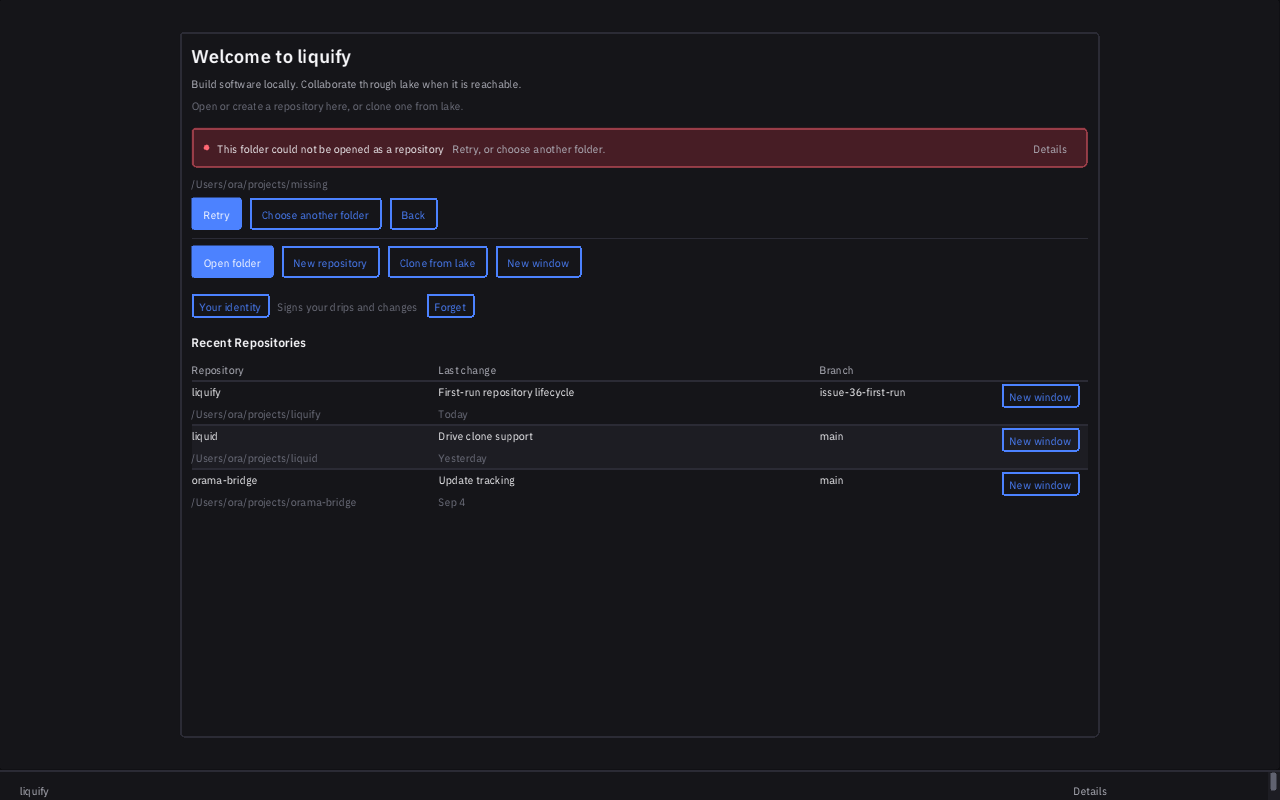 Welcome to liquify
Build software locally. Collaborate through lake when it is reachable.
Open or create a repository here, or clone one from lake.
This folder could not be opened as a repository Retry, or choose another folder. Details
/Users/ora/projects/missing
Retry Choose another folder Back
Open folder New repository Clone from lake New window
Your identity Signs your drips and changes Forget
Recent Repositories
Repository Last change Branch
liquify First-run repository lifecycle issue-36-first-run New window
/Users/ora/projects/liquify Today
liquid Drive clone support main New window
/Users/ora/projects/liquid Yesterday
orama-bridge Update tracking main New window
/Users/ora/projects/orama-bridge Sep 4
liquify Details